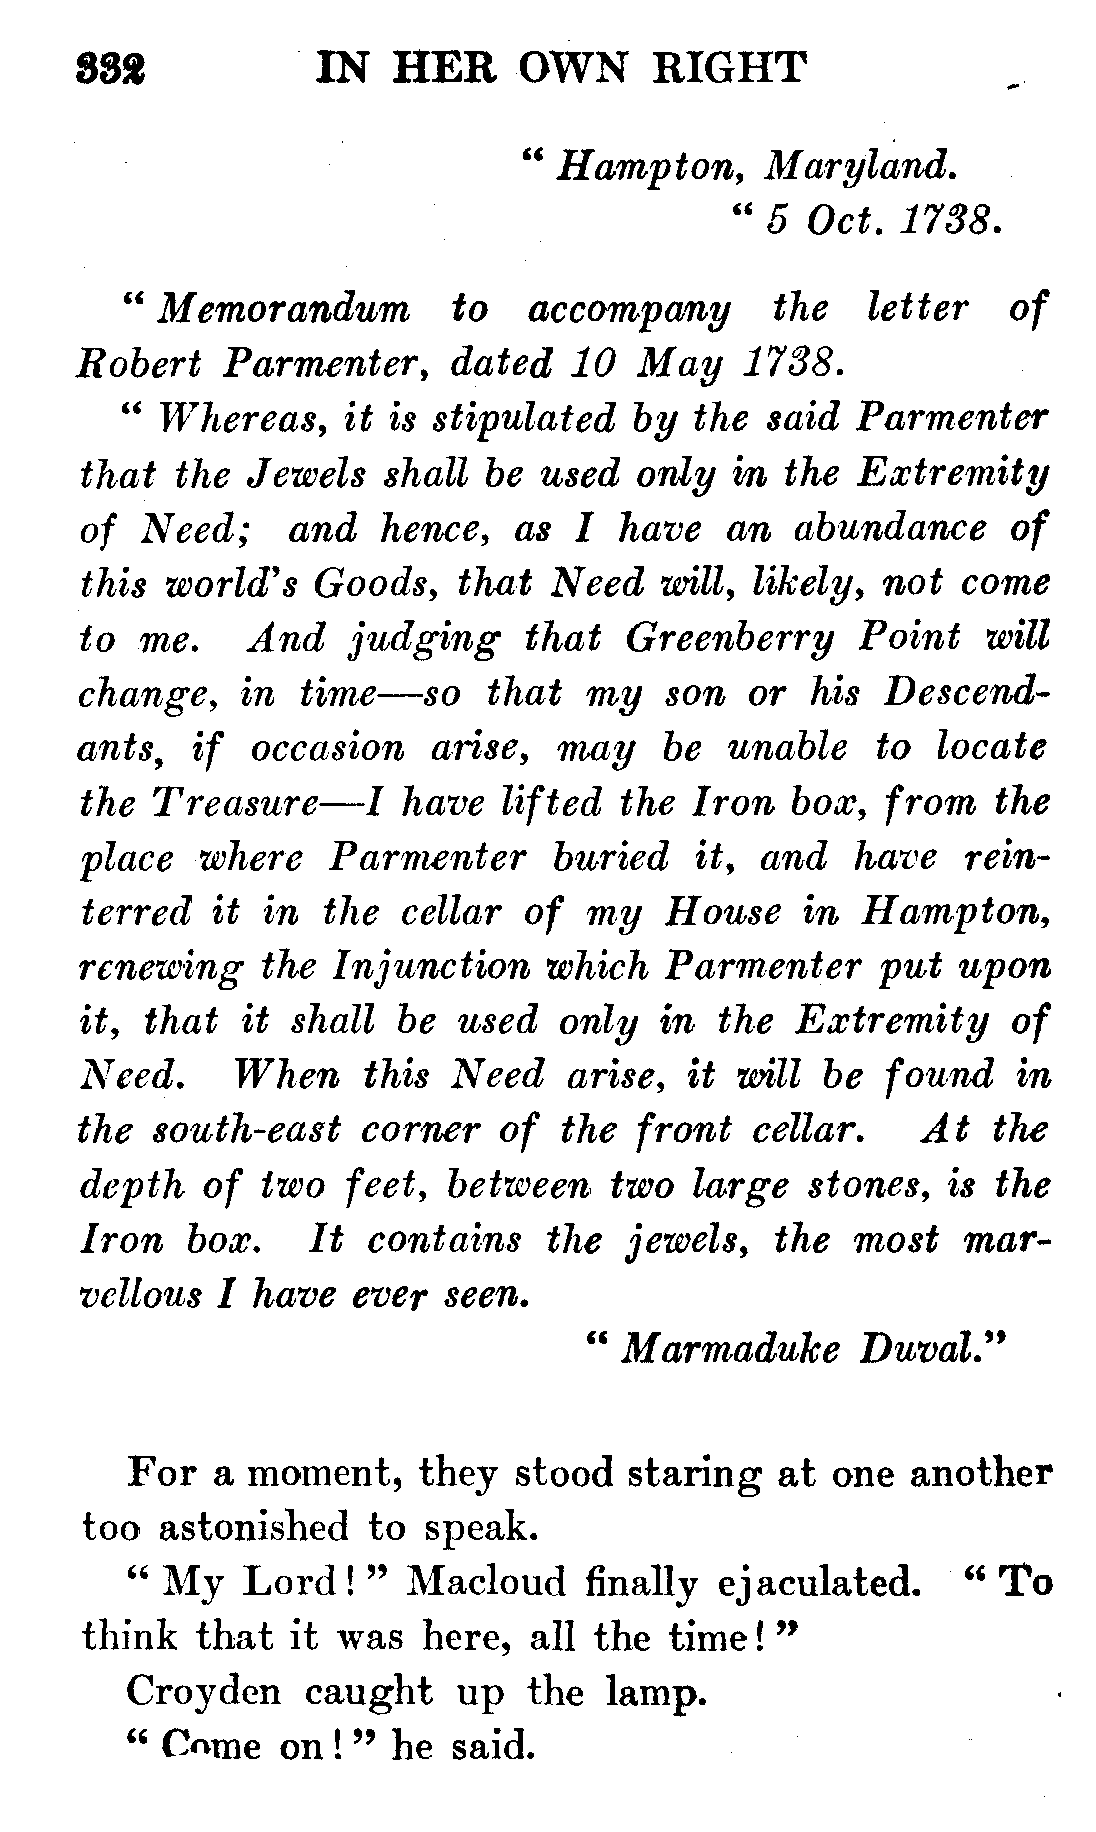 332 IN HER OWN RIGHT
“ Hampton, Maryland.
“ 5 Oct. 1738.
“ Memorandum to accompany the letter of
Robert Parmenter, dated 10 May 1738.
“ Whereas, it is stipulated by the said Parmenter
that the Jewels shall be used only in the Extremity
of Need; and hence, as I have an abundance of
this world’s Goods, that Need will, likely, not come
to me. And judging that Greenberry Point will
change, in time—so that my son or his Descend-
ants, if occasion arise, may be unable to locate
the Treasure—I have lifted the Iron box, from the
place where Parmenter buried it, and have rein-
terred it in the cellar of my House in Hampton,
renewing the Injunction which Parmenter put upon
it, that it shall be used only in the Extremity of
Need. When this Need arise, it will be found in
the south-east corner of the front cellar. At the
depth of two feet, between two large stones, is the
Iron box. It contains the jewels, the most mar-
vellous I have ever seen.
“ Marmaduke Duval.”
For a moment, they stood staring at one another
too astonished to speak.
“ My Lord! ” Macloud finally ejaculated. “ To
think that it was here, all the time! ”
Croyden caught up the lamp.
“ Come on! ” he said.